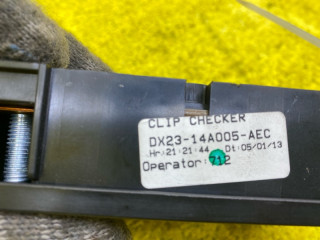 CLIP CHECKER
DX23-14A005-AEC
Hr:21:21:44 Dt:05/01/13
Operator:712